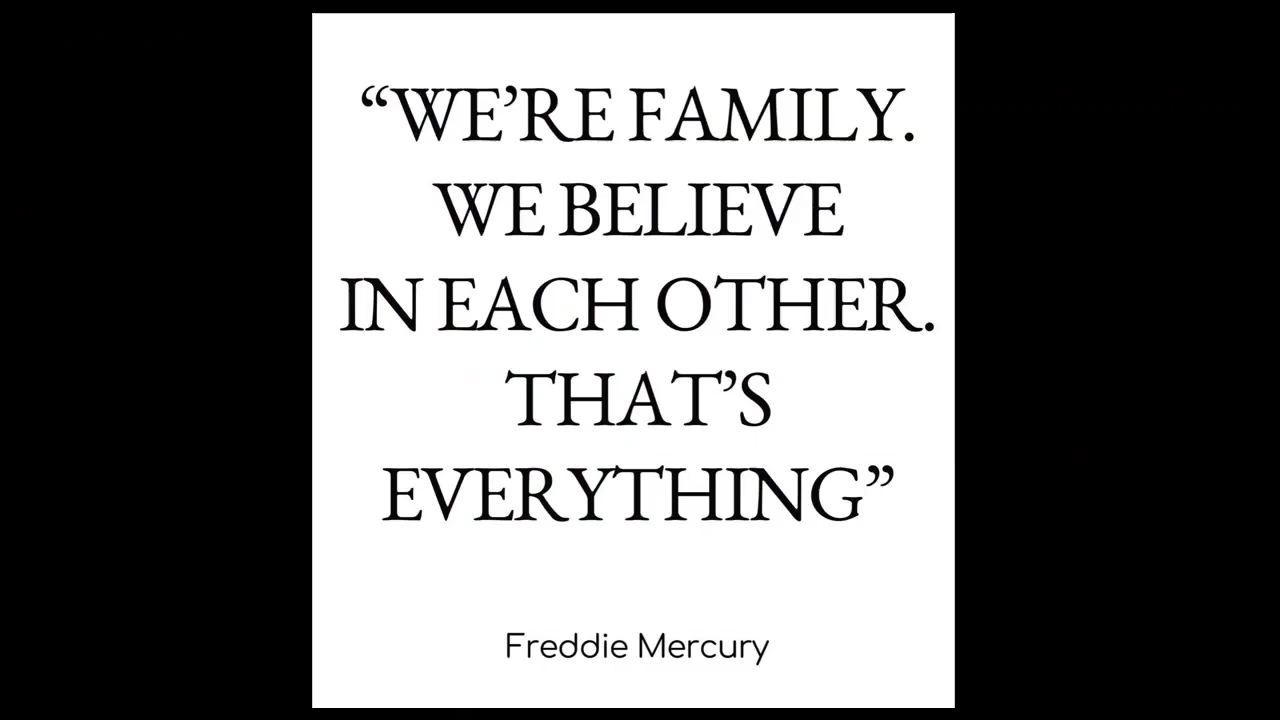 “WE’RE FAMILY.
WE BELIEVE
IN EACH OTHER.
THAT’S
EVERYTHING”
Freddie Mercury